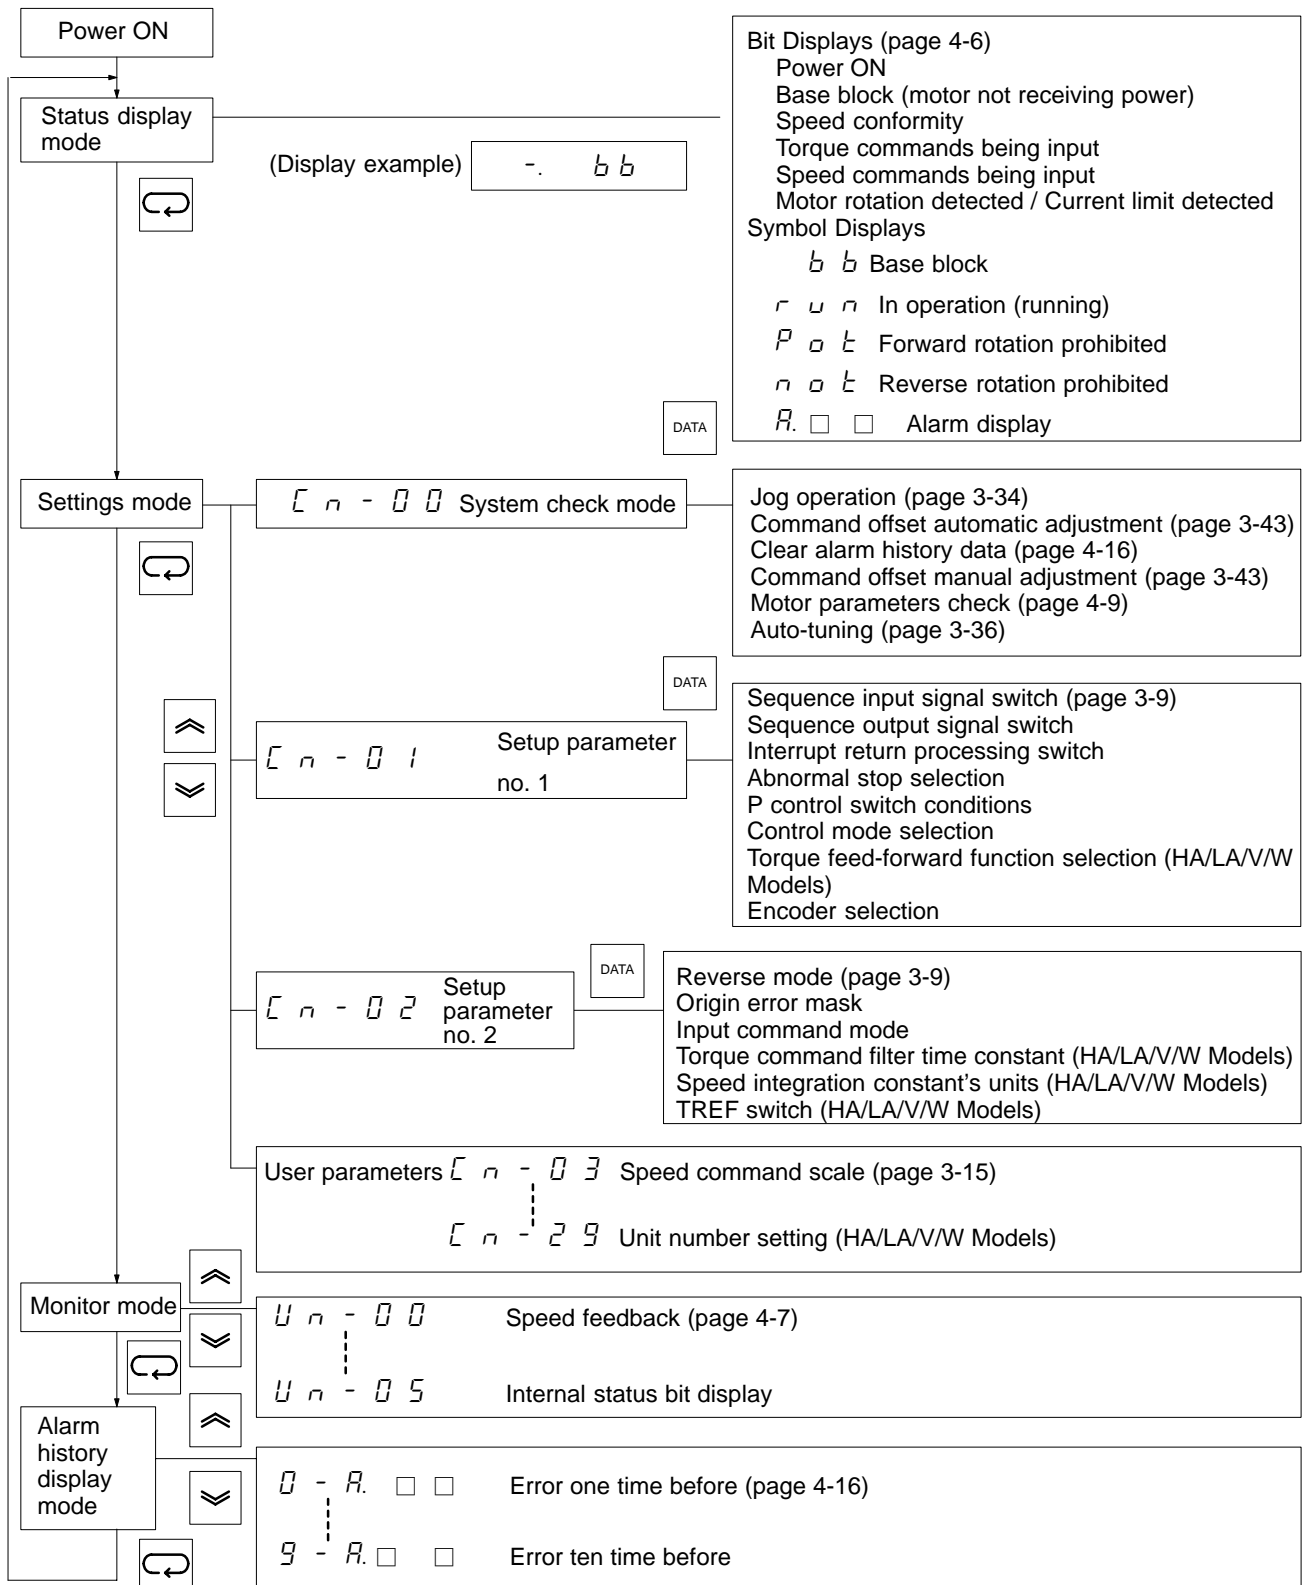 Power ON
Status display
mode
(Display example) -. bb
Bit Displays (page 4-6)
Power ON
Base block (motor not receiving power)
Speed conformity
Torque commands being input
Speed commands being input
Motor rotation detected / Current limit detected
Symbol Displays
bb Base block
run In operation (running)
Pot Forward rotation prohibited
not Reverse rotation prohibited
A.□ □ Alarm display
DATA
Settings mode
Cn-00 System check mode
Jog operation (page 3-34)
Command offset automatic adjustment (page 3-43)
Clear alarm history data (page 4-16)
Command offset manual adjustment (page 3-43)
Motor parameters check (page 4-9)
Auto-tuning (page 3-36)
DATA
Cn-01 Setup parameter
no. 1
Sequence input signal switch (page 3-9)
Sequence output signal switch
Interrupt return processing switch
Abnormal stop selection
P control switch conditions
Control mode selection
Torque feed-forward function selection (HA/LA/V/W
Models)
Encoder selection
Cn-02 Setup
parameter
no. 2
DATA
Reverse mode (page 3-9)
Origin error mask
Input command mode
Torque command filter time constant (HA/LA/V/W Models)
Speed integration constant's units (HA/LA/V/W Models)
TREF switch (HA/LA/V/W Models)
User parameters Cn-03 Speed command scale (page 3-15)
Cn-29 Unit number setting (HA/LA/V/W Models)
Monitor mode
Un-00 Speed feedback (page 4-7)
Un-05 Internal status bit display
Alarm
history
display
mode
0-A. □ □ Error one time before (page 4-16)
9-A.□ □ Error ten time before